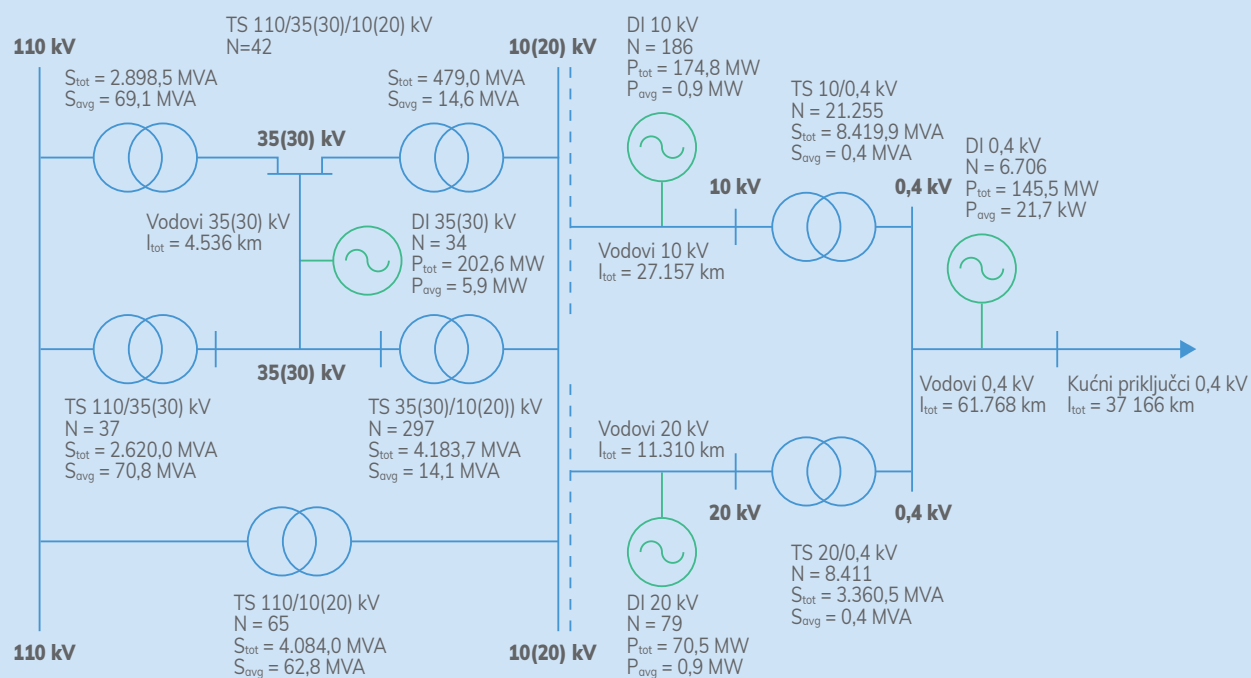 TS 110/35(30)/10(20) kV
N=42
110 kV
10(20) kV
Stot = 2.898,5 MVA
Savg = 69,1 MVA
Stot = 479,0 MVA
Savg = 14,6 MVA
35(30) kV
Vodovi 35(30) kV
ltot = 4.536 km
DI 35(30) kV
N = 34
Ptot = 202,6 MW
Pavg = 5,9 MW
35(30) kV
TS 110/35(30) kV
N = 37
Stot = 2.620,0 MVA
Savg = 70,8 MVA
TS 35(30)/10(20)) kV
N = 297
Stot = 4.183,7 MVA
Savg = 14,1 MVA
TS 110/10(20) kV
N = 65
Stot = 4.084,0 MVA
Savg = 62,8 MVA
110 kV
10(20) kV
DI 10 kV
N = 186
Ptot = 174,8 MW
Pavg = 0,9 MW
TS 10/0,4 kV
N = 21.255
Stot = 8.419,9 MVA
Savg = 0,4 MVA
10 kV
0,4 kV
Vodovi 10 kV
ltot = 27.157 km
DI 0,4 kV
N = 6.706
Ptot = 145,5 MW
Pavg = 21,7 kW
Vodovi 0,4 kV
ltot = 61.768 km
Kućni priključci 0,4 kV
ltot = 37 166 km
Vodovi 20 kV
ltot = 11.310 km
20 kV
0,4 kV
DI 20 kV
N = 79
Ptot = 70,5 MW
Pavg = 0,9 MW
TS 20/0,4 kV
N = 8.411
Stot = 3.360,5 MVA
Savg = 0,4 MVA